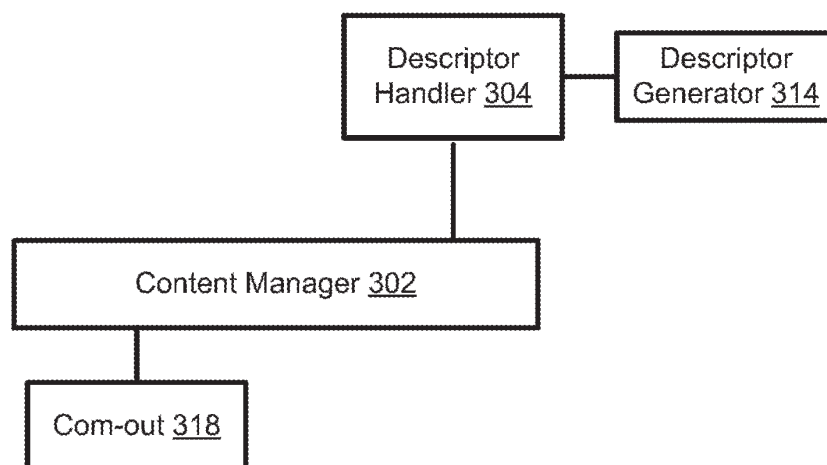 Descriptor
Handler 304
Descriptor
Generator 314
Content Manager 302
Com-out 318